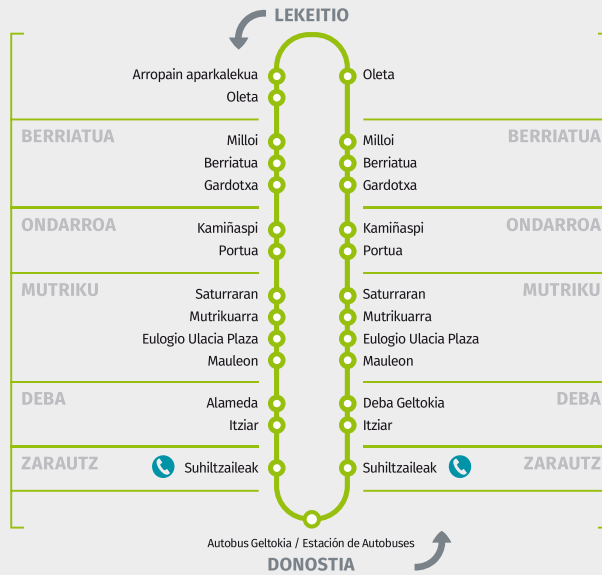 LEKEITIO
Arropain aparkalekua
Oleta
Oleta
BERRIATUA
Milloi
Milloi
BERRIATUA
Berriatua
Berriatua
Gardotxa
Gardotxa
ONDARROA
Kamiñaspi
Kamiñaspi
ONDARROA
Portua
Portua
MUTRIKU
Saturraran
Saturraran
MUTRIKU
Mutrikuarra
Mutrikuarra
Eulogio Ulacia Plaza
Eulogio Ulacia Plaza
Mauleon
Mauleon
DEBA
Alameda
Deba Geltokia
DEBA
Itziar
Itziar
ZARAUTZ
Suhiltzaileak
Suhiltzaileak
ZARAUTZ
Autobus Geltokia / Estación de Autobuses
DONOSTIA